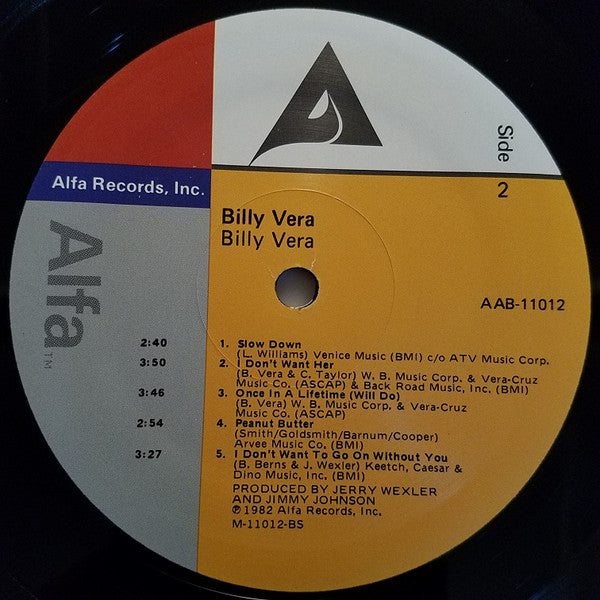 Side 2
Alfa Records, Inc.
Alfa™
Billy Vera
Billy Vera
AAB-11012
2:40 1. Slow Down
(L. Williams) Venice Music (BMI) c/o ATV Music Corp.
3:50 2. I Don't Want Her
(B. Vera & C. Taylor) W. B. Music Corp. & Vera-Cruz
Music Co. (ASCAP) & Back Road Music, Inc. (BMI)
3:46 3. Once In A Lifetime (Will Do)
(B. Vera) W. B. Music Corp. & Vera-Cruz
Music Co. (ASCAP)
2:54 4. Peanut Butter
(Smith/Goldsmith/Barnum/Cooper)
Arvee Music Co. (BMI)
3:27 5. I Don't Want To Go On Without You
(B. Berns & J. Wexler) Keetch, Caesar &
Dino Music, Inc. (BMI)
PRODUCED BY JERRY WEXLER
AND JIMMY JOHNSON
℗ 1982 Alfa Records, Inc.
M-11012-BS